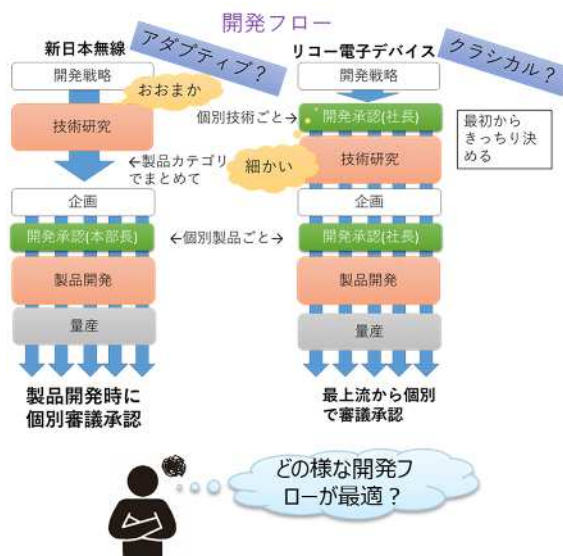 開発フロー
新日本無線
アダプティブ？
開発戦略
おおまか
技術研究
←製品カテゴリ
でまとめて
企画
開発承認(本部長)
製品開発
量産
製品開発時に
個別審議承認
リコー電子デバイス
クラシカル？
開発戦略
個別技術ごと→
開発承認(社長)
最初から
きっちり決
める
細かい
技術研究
企画
←個別製品ごと→
開発承認(社長)
製品開発
量産
最上流から個別
で審議承認
どの様な開発フ
ローが最適？